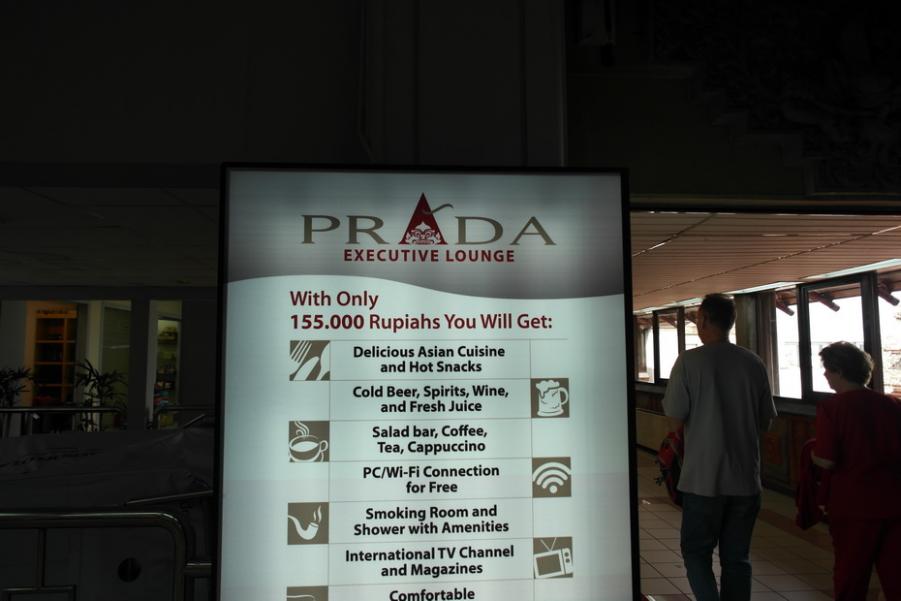 PRADA
EXECUTIVE LOUNGE
With Only
155.000 Rupiahs You Will Get:
Delicious Asian Cuisine
and Hot Snacks
Cold Beer, Spirits, Wine,
and Fresh Juice
Salad bar, Coffee,
Tea, Cappuccino
PC/Wi-Fi Connection
for Free
Smoking Room and
Shower with Amenities
International TV Channel
and Magazines
Comfortable